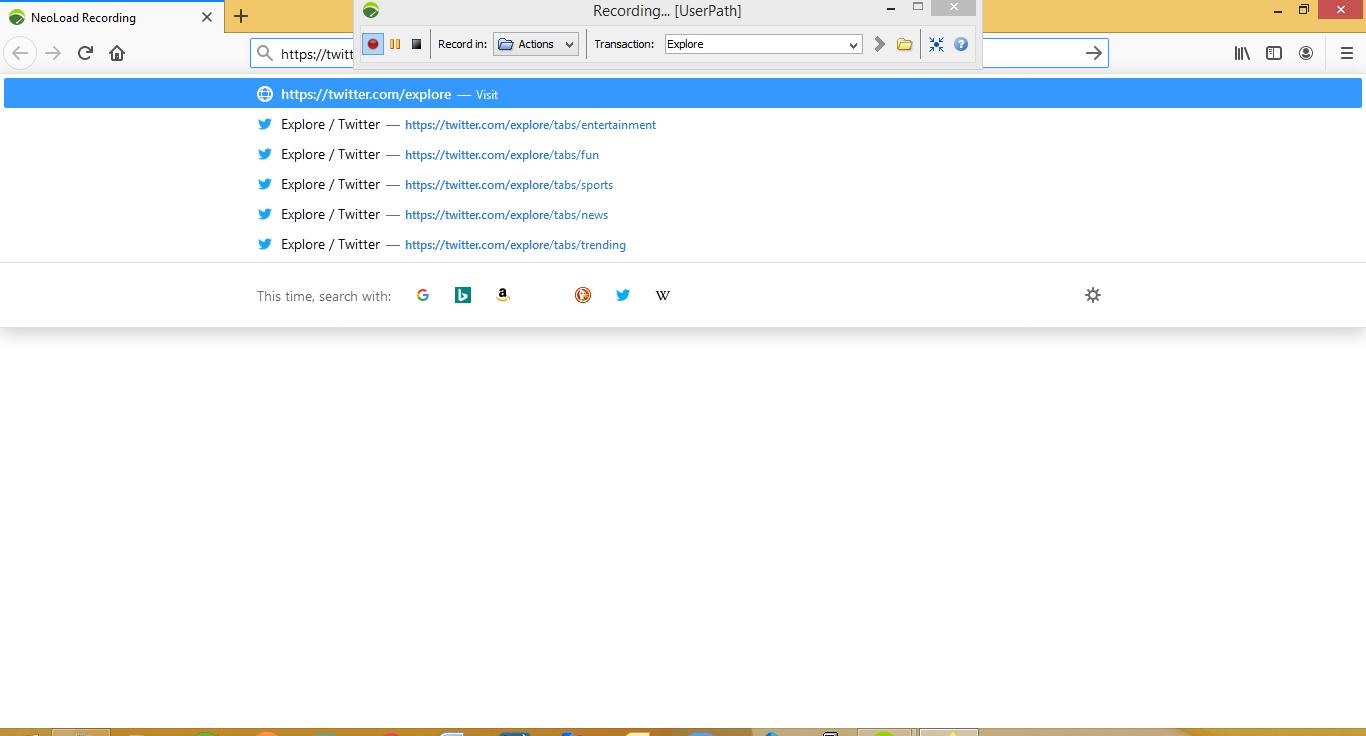 NeoLoad Recording
Recording... [UserPath]
Record in: Actions Transaction: Explore
https://twitt
https://twitter.com/explore — Visit
Explore / Twitter — https://twitter.com/explore/tabs/entertainment
Explore / Twitter — https://twitter.com/explore/tabs/fun
Explore / Twitter — https://twitter.com/explore/tabs/sports
Explore / Twitter — https://twitter.com/explore/tabs/news
Explore / Twitter — https://twitter.com/explore/tabs/trending
This time, search with: